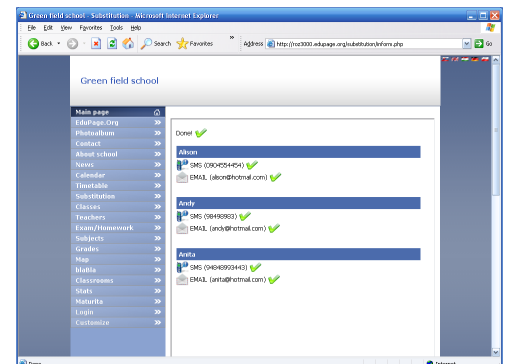 Green field school - Substitution - Microsoft Internet Explorer
File Edit View Favorites Tools Help
Back Search Favorites » Address http://roz3000.edupage.org/substitution/inform.php Go
Green field school
Main page
EduPage.Org
Photoalbum
Contact
About school
News
Calendar
Timetable
Substitution
Classes
Teachers
Exam/Homework
Subjects
Grades
Map
blaBla
Classrooms
Stats
Maturita
Login
Customize
Done!
Alison
SMS (0904554454)
EMAIL (alison@hotmail.com)
Andy
SMS (98498983)
EMAIL (andy@hotmail.com)
Anita
SMS (94846993443)
EMAIL (anita@hotmail.com)
Done Internet